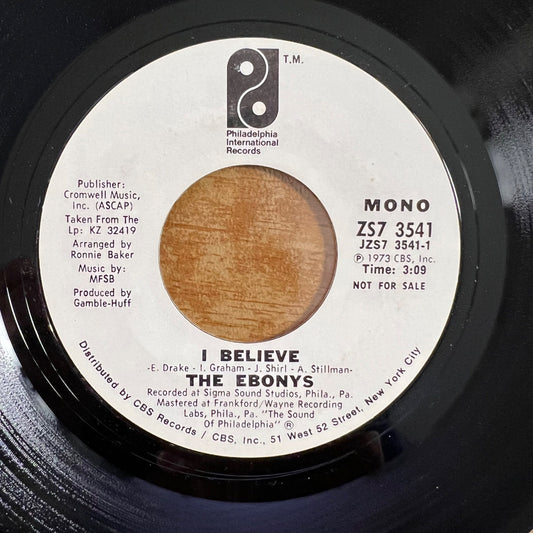 T.M.
Philadelphia
International
Records
Publisher:
Cromwell Music,
Inc. (ASCAP)
Taken From The
Lp: KZ 32419
Arranged by
Ronnie Baker
Music by:
MFSB
Produced by
Gamble-Huff
MONO
ZS7 3541
JZS7 3541-1
Ⓟ 1973 CBS, Inc.
Time: 3:09
NOT FOR SALE
I BELIEVE
-E. Drake - I. Graham - J. Shirl - A. Stillman-
THE EBONYS
Recorded at Sigma Sound Studios, Phila., Pa.
Mastered at Frankford/Wayne Recording
Labs, Phila., Pa. "The Sound
Of Philadelphia" ®
Distributed by CBS Records / CBS, Inc., 51 West 52 Street, New York City